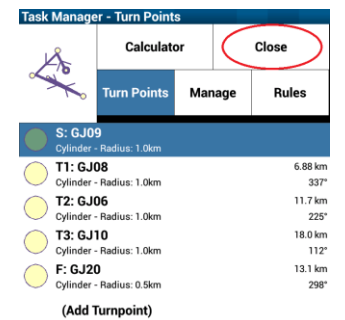 Task Manager - Turn Points
Calculator
Close
Turn Points
Manage
Rules
S: GJ09
Cylinder - Radius: 1.0km
T1: GJ08
6.88 km
Cylinder - Radius: 1.0km
337°
T2: GJ06
11.7 km
Cylinder - Radius: 1.0km
225°
T3: GJ10
18.0 km
Cylinder - Radius: 1.0km
112°
F: GJ20
13.1 km
Cylinder - Radius: 0.5km
298°
(Add Turnpoint)